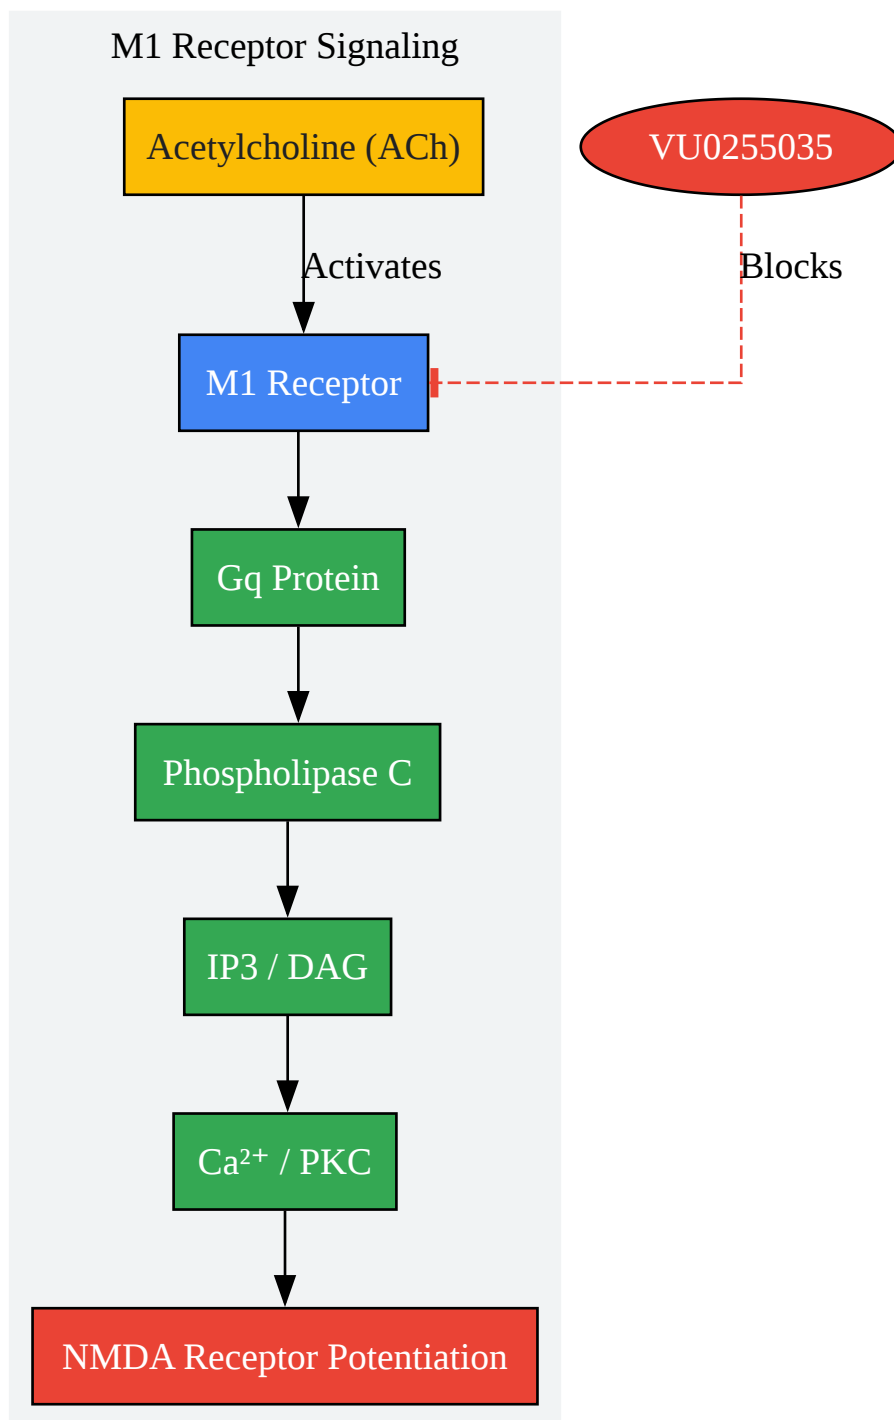 M1 Receptor Signaling
Acetylcholine (ACh)
VU0255035
Activates
Blocks
M1 Receptor
Gq Protein
Phospholipase C
IP3 / DAG
Ca²⁺ / PKC
NMDA Receptor Potentiation